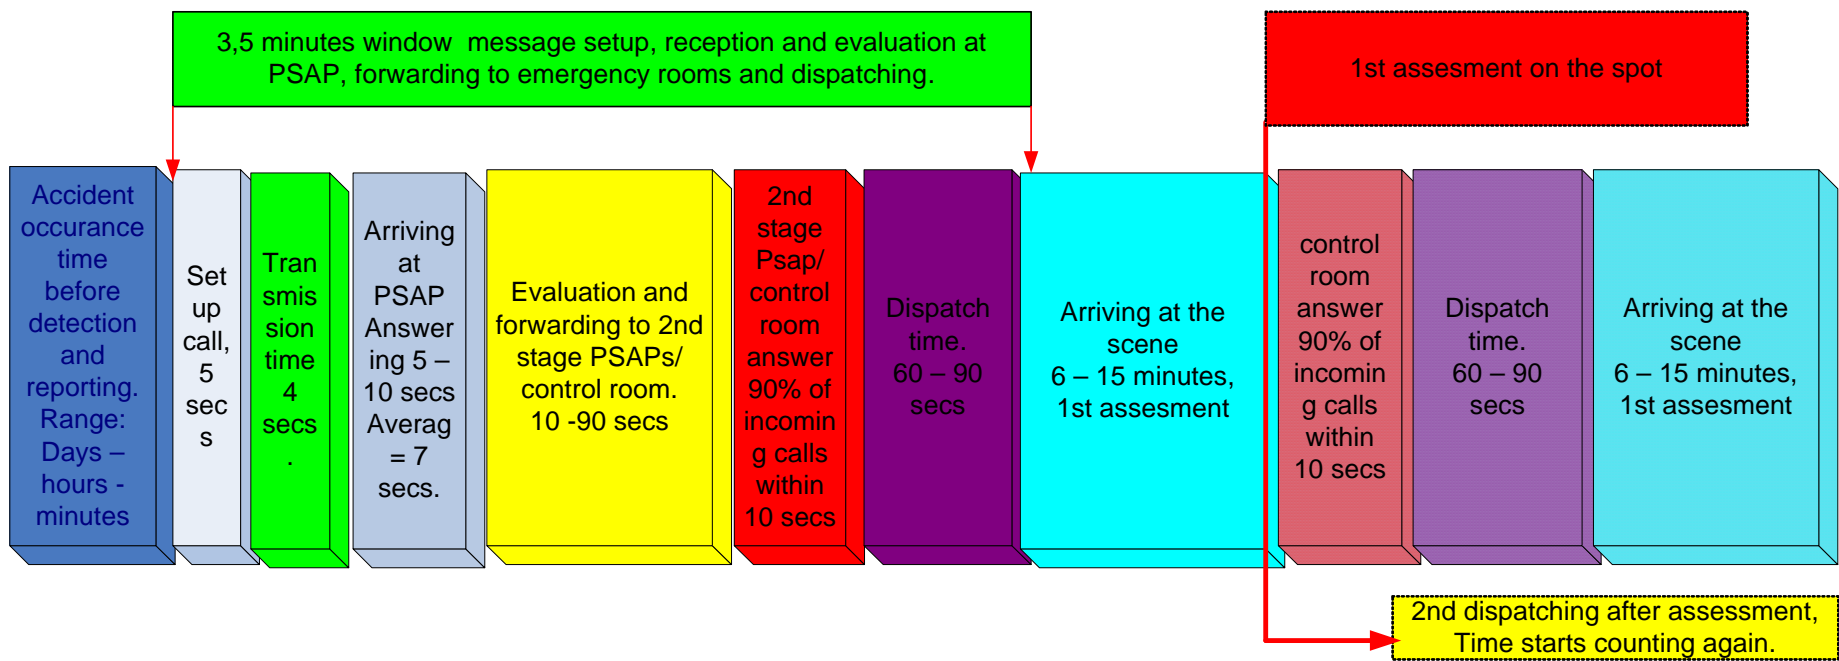 3,5 minutes window  message setup, reception and evaluation at
PSAP, forwarding to emergency rooms and dispatching.
1st assesment on the spot
Accident
occurance
time
before
detection
and
reporting.
Range:
Days –
hours -
minutes
Set
up
call,
5
sec
s
Tran
smis
sion
time
4
secs
.
Arriving
at
PSAP
Answer
ing 5 –
10 secs
Averag
= 7
secs.
Evaluation and
forwarding to 2nd
stage PSAPs/
control room.
10 -90 secs
2nd
stage
Psap/
control
room
answer
90% of
incomin
g calls
within
10 secs
Dispatch
time.
60 – 90
secs
Arriving at the
scene
6 – 15 minutes,
1st assesment
control
room
answer
90% of
incomin
g calls
within
10 secs
Dispatch
time.
60 – 90
secs
Arriving at the
scene
6 – 15 minutes,
1st assesment
2nd dispatching after assessment,
Time starts counting again.